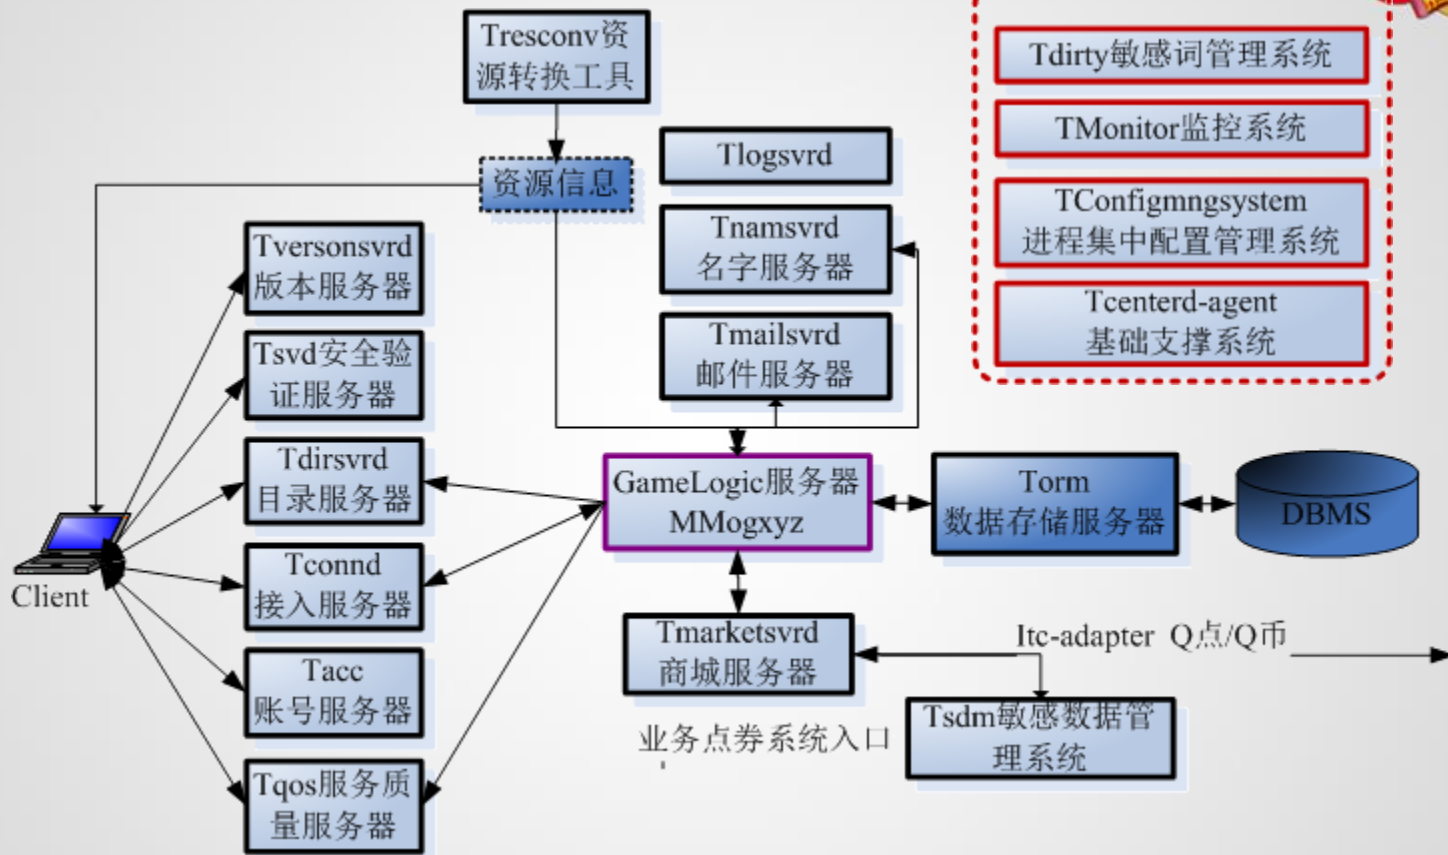 Tresconv资
源转换工具
资源信息
Tlogsvrd
Tnamsvrd
名字服务器
Tmailsvrd
邮件服务器
Tdirty敏感词管理系统
TMonitor监控系统
TConfigmngsystem
进程集中配置管理系统
Tcenterd-agent
基础支撑系统
Tversonsvrd
版本服务器
Tsvd安全验
证服务器
Tdirsvrd
目录服务器
Tconnd
接入服务器
Tacc
账号服务器
Tqos服务质
量服务器
Client
GameLogic服务器
MMogxyz
Torm
数据存储服务器
DBMS
Tmarketsvrd
商城服务器
Itc-adapter Q点/Q币
业务点券系统入口
Tsdm敏感数据管
理系统